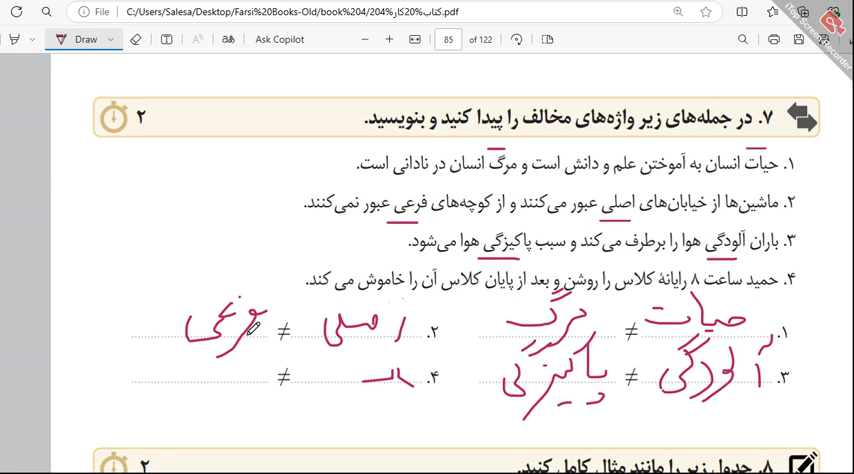 File C:/Users/Salesa/Desktop/Farsi%20Books-Old/book%204/204%کتاب%20کار.pdf
Draw Ask Copilot 85 of 122
iTop Screen Recorder
۷. در جمله‌های زیر واژه‌های مخالف را پیدا کنید و بنویسید. ۲
۱. حیات انسان به آموختن علم و دانش است و مرگ انسان در نادانی است.
۲. ماشین‌ها از خیابان‌های اصلی عبور می‌کنند و از کوچه‌های فرعی عبور نمی‌کنند.
۳. باران آلودگی هوا را برطرف می‌کند و سبب پاکیزگی هوا می‌شود.
۴. حمید ساعت ۸ رایانهٔ کلاس را روشن و بعد از پایان کلاس آن را خاموش می کند.
۱. حیات ≠ مرگ ۲. اصلی ≠ فرعی
۳. آلودگی ≠ پاکیزگی ۴. ≠
۸. جدول زیر را مانند مثال کامل کنید. ۲